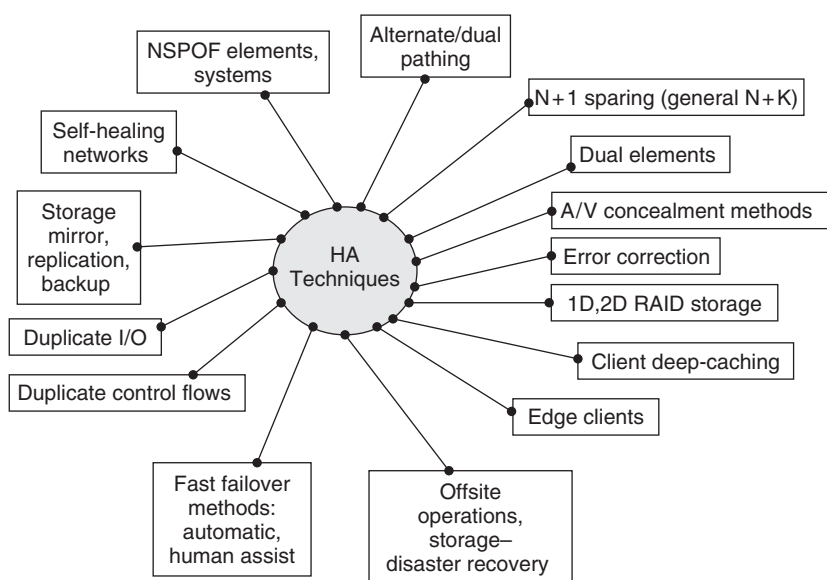 NSPOF elements,
systems
Alternate/dual
pathing
N+1 sparing (general N+K)
Self-healing
networks
Dual elements
A/V concealment methods
Storage
mirror,
replication,
backup
HA
Techniques
Error correction
1D,2D RAID storage
Duplicate I/O
Client deep-caching
Duplicate control flows
Edge clients
Fast failover
methods:
automatic,
human assist
Offsite
operations,
storage–
disaster recovery